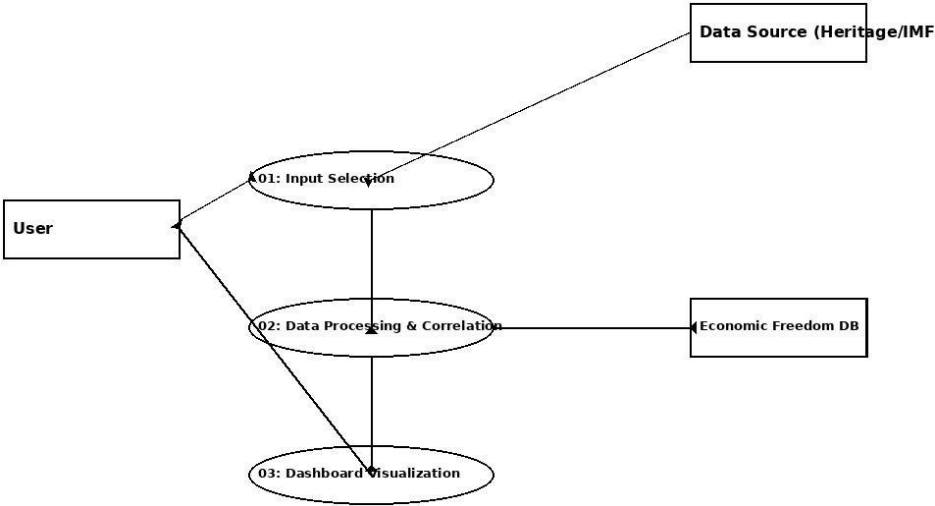 Data Source (Heritage/IMF
01: Input Selection
User
02: Data Processing & Correlation
Economic Freedom DB
03: Dashboard Visualization